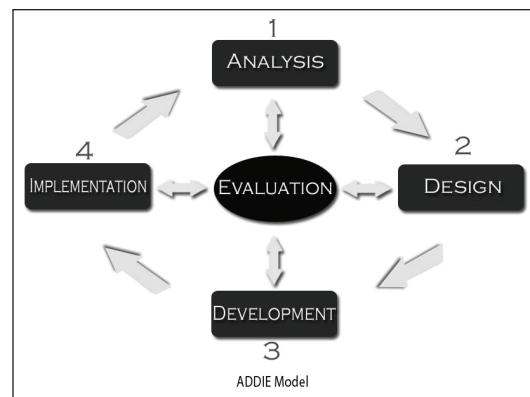 1
ANALYSIS
2
DESIGN
3
DEVELOPMENT
4
IMPLEMENTATION
EVALUATION
ADDIE Model